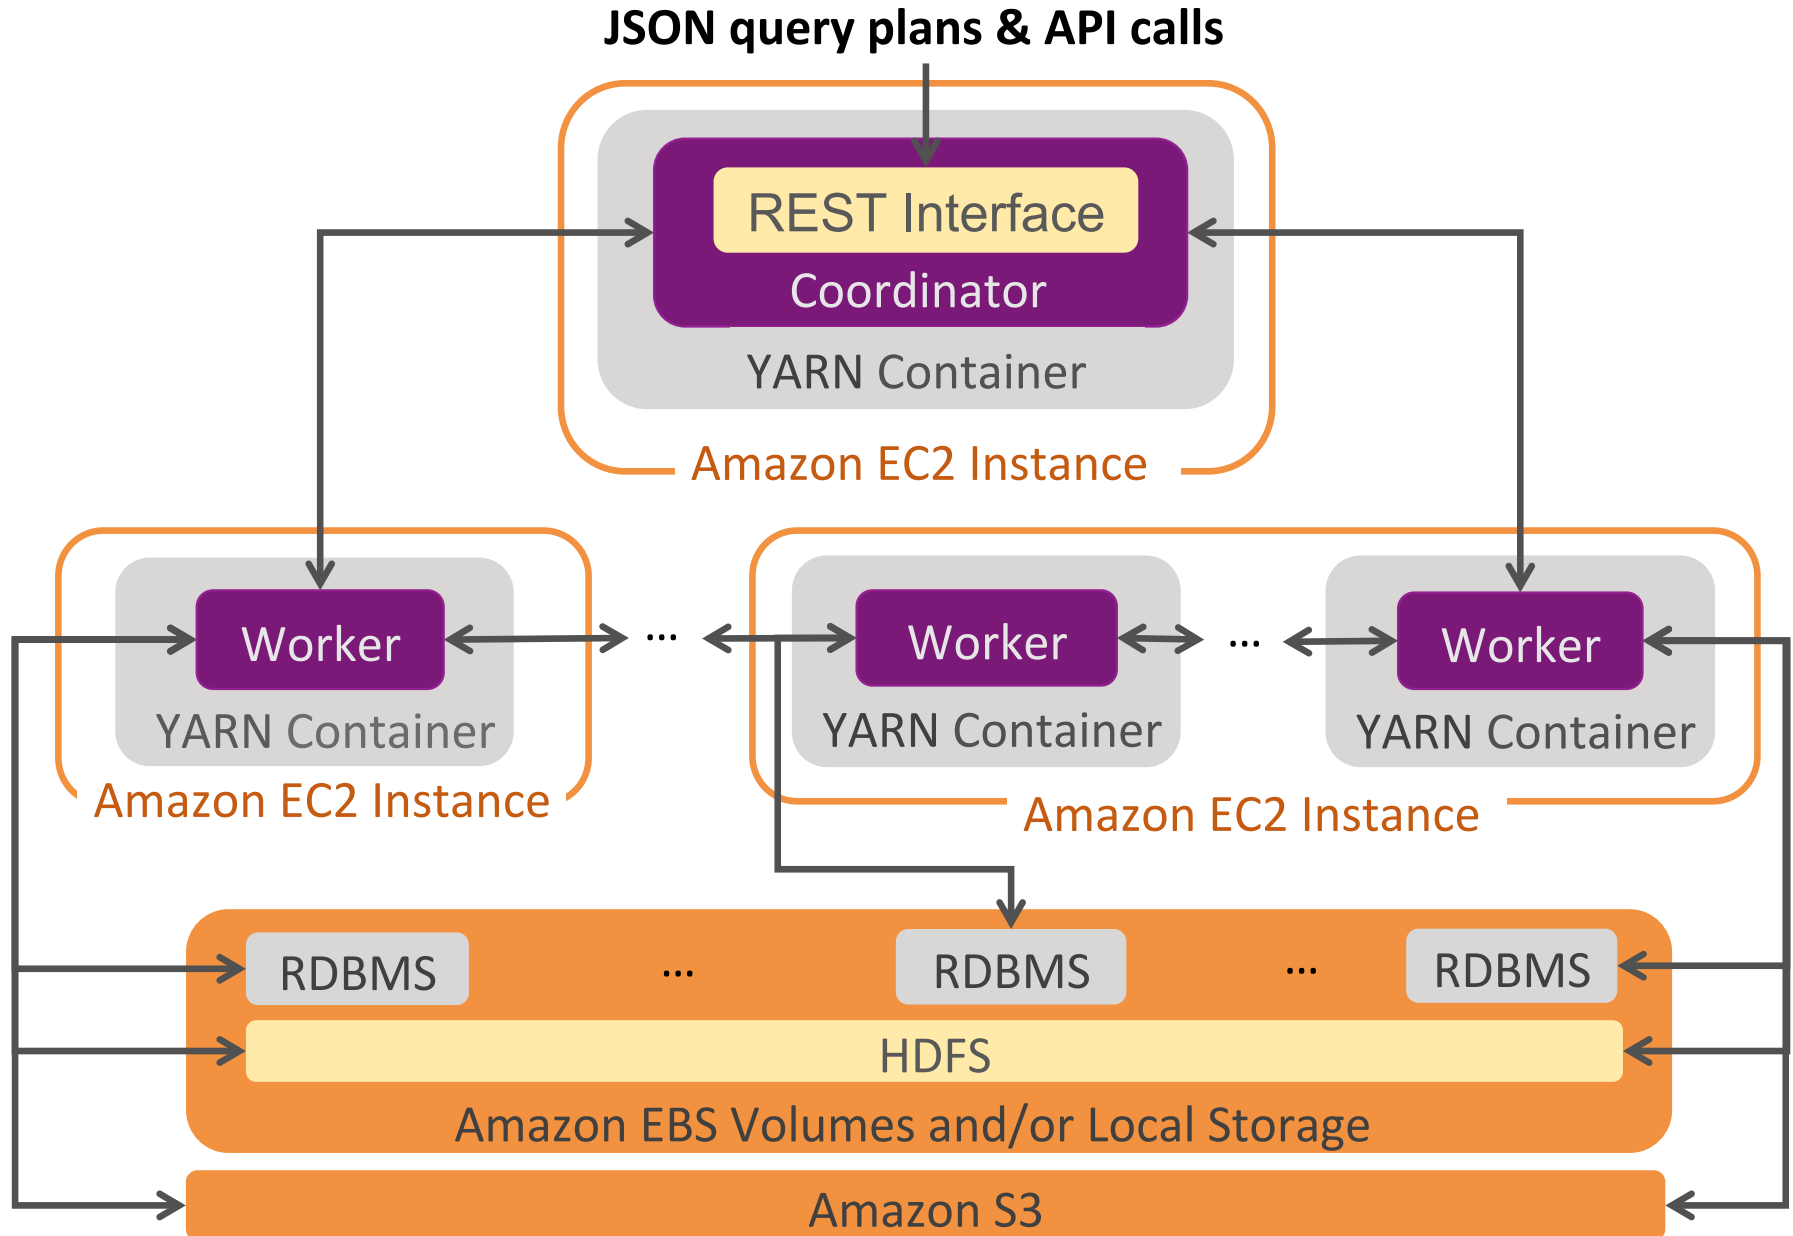 JSON query plans & API calls
REST Interface
Coordinator
YARN Container
Amazon EC2 Instance
Worker
...
Worker
...
Worker
YARN Container
YARN Container
YARN Container
Amazon EC2 Instance
Amazon EC2 Instance
RDBMS
...
RDBMS
...
RDBMS
HDFS
Amazon EBS Volumes and/or Local Storage
Amazon S3